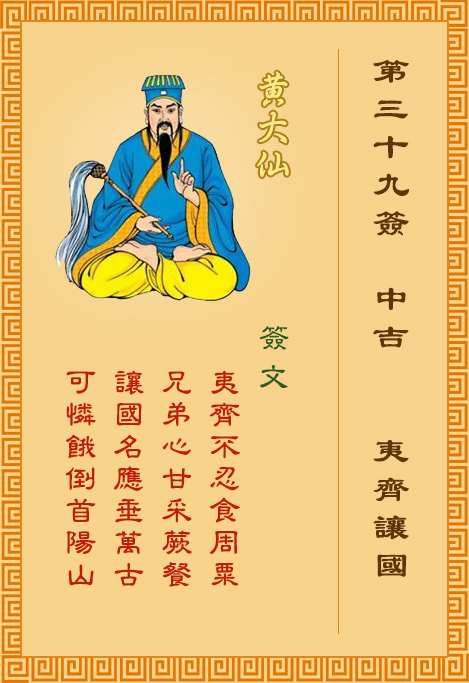 第三十九簽 中吉 夷齊讓國
黃大仙
簽文
夷齊不忍食周粟
兄弟心甘采蕨餐
讓國名應垂萬古
可憐餓倒首陽山